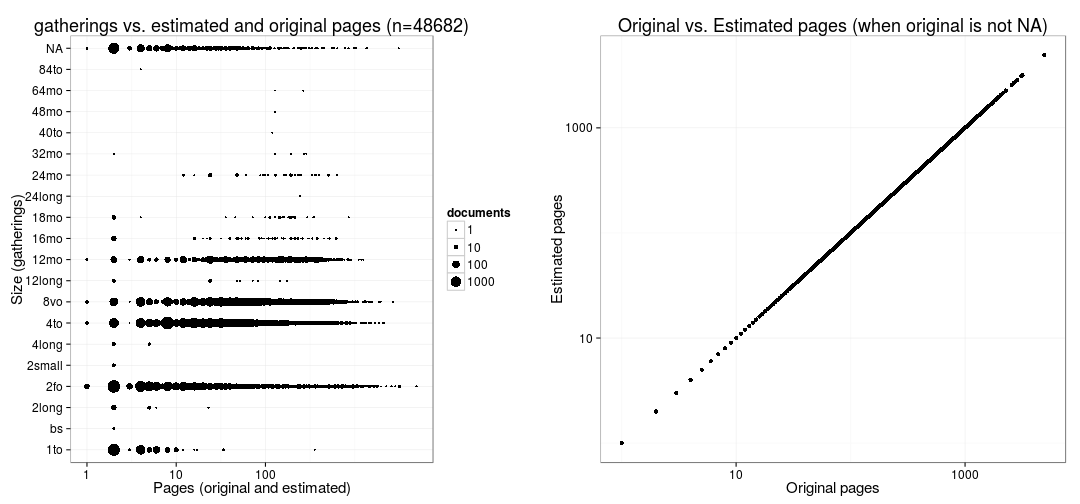 gatherings vs. estimated and original pages (n=48682)
Size (gatherings)
NA
84to
64mo
48mo
40to
32mo
24mo
24long
18mo
16mo
12mo
12long
8vo
4to
4long
2small
2fo
2long
bs
1to
1 10 100
Pages (original and estimated)
documents
1
10
100
1000
Original vs. Estimated pages (when original is not NA)
Estimated pages
1000
10
10 1000
Original pages